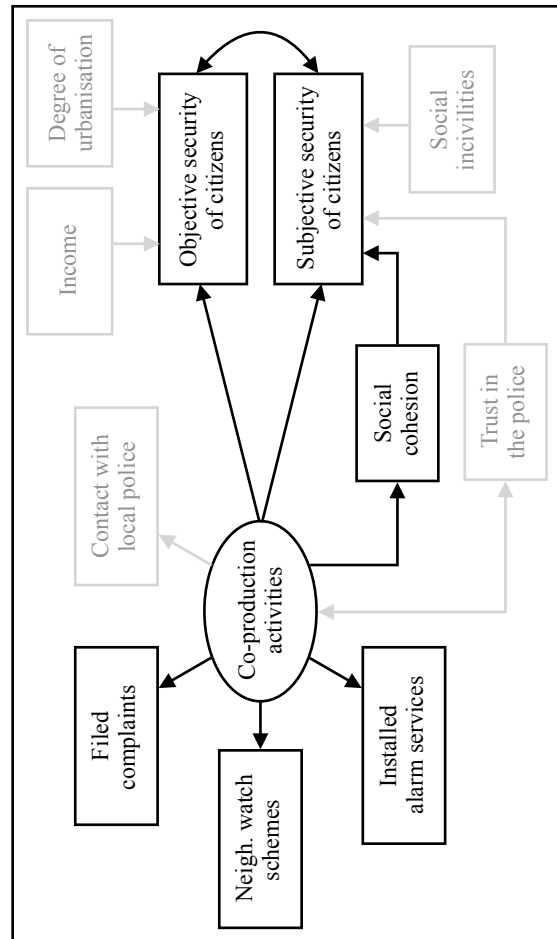 Filed
complaints
Contact with
local police
Income
Degree of
urbanisation
Neigh. watch
schemes
Co-production
activities
Objective security
of citizens
Subjective security
of citizens
Installed
alarm services
Social
cohesion
Social
incivilities
Trust in
the police